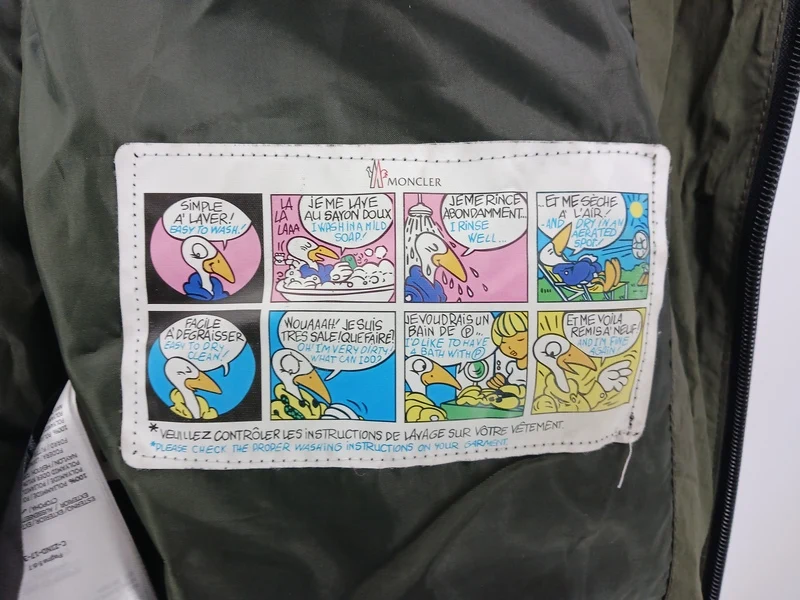 MONCLER
SIMPLE
A' LAVER!
EASY TO WASH!
LA
LA
LAAA
JE ME LAVE
AU SAVON DOUX
I WASH IN A MILD
SOAP!
JE ME RINCE
ABONDAMMENT...
I RINSE
WELL...
...ET ME SÈCHE
A' L'AIR!
...AND DRY IN AN
AERATED
SPOT!
FACILE
A' DÉGRAISSER
EASY TO DRY
CLEAN!
WOUAAAH! JE SUIS
TRES SALE! QUE FAIRE?
OH! I'M VERY DIRTY!
WHAT CAN I DO?
JE VOUDRAIS UN
BAIN DE Ⓟ...
I'D LIKE TO HAVE
A BATH WITH Ⓟ
ET ME VOILA
REMIS A' NEUF!
AND I'M FINE
AGAIN!
*VEUILLEZ CONTRÔLER LES INSTRUCTIONS DE LAVAGE SUR VÔTRE VÊTEMENT.
*PLEASE CHECK THE PROPER WASHING INSTRUCTIONS ON YOUR GARMENT.